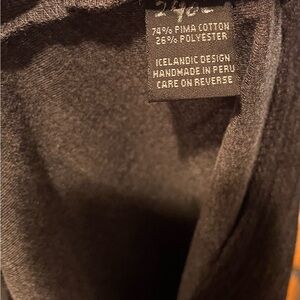 74% PIMA COTTON
26% POLYESTER
ICELANDIC DESIGN
HANDMADE IN PERU
CARE ON REVERSE